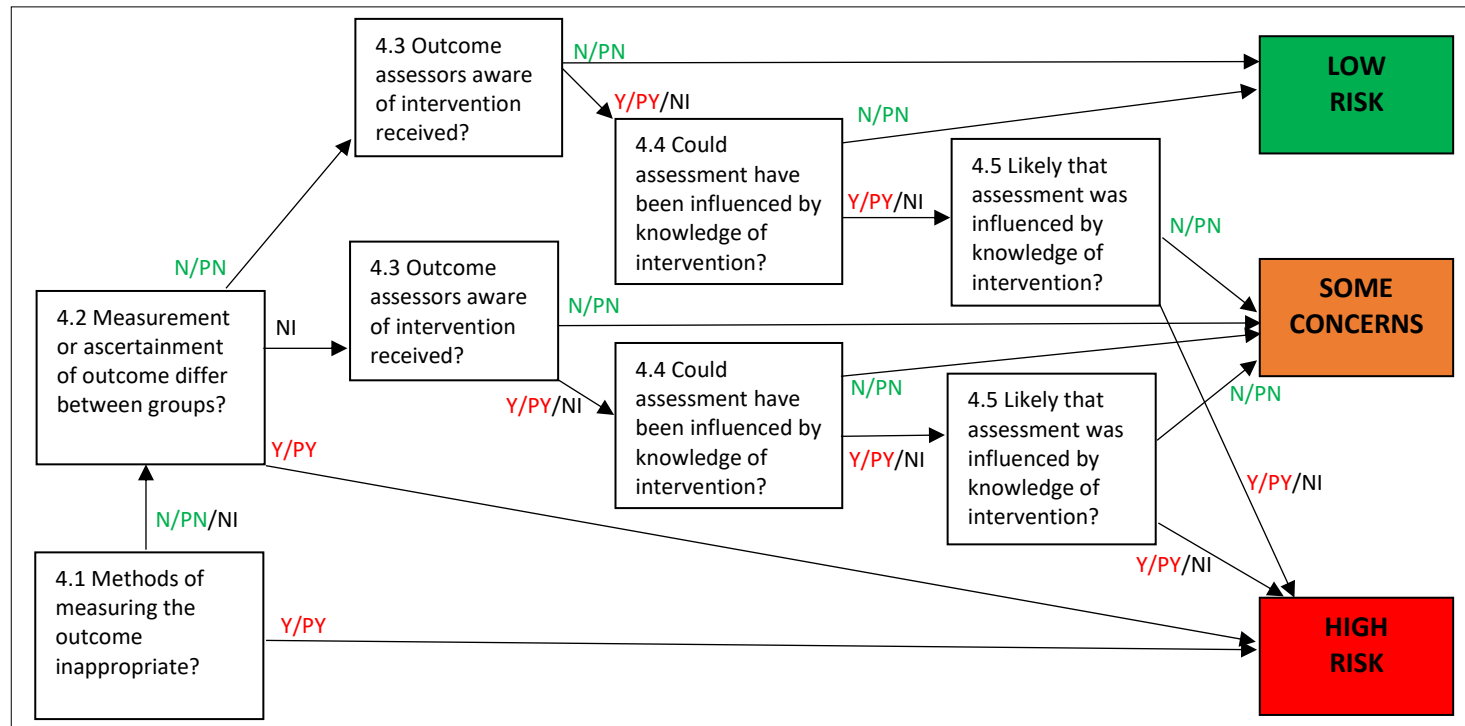 4.3 Outcome
assessors aware
of intervention
received?
N/PN
Y/PY/NI
LOW
RISK
4.4 Could
assessment have
been influenced by
knowledge of
intervention?
N/PN
Y/PY/NI
4.5 Likely that
assessment was
influenced by
knowledge of
intervention?
N/PN
Y/PY/NI
N/PN
4.2 Measurement
or ascertainment
of outcome differ
between groups?
NI
Y/PY
4.3 Outcome
assessors aware
of intervention
received?
N/PN
Y/PY/NI
SOME
CONCERNS
4.4 Could
assessment have
been influenced by
knowledge of
intervention?
N/PN
Y/PY/NI
4.5 Likely that
assessment was
influenced by
knowledge of
intervention?
N/PN
Y/PY/NI
N/PN/NI
4.1 Methods of
measuring the
outcome
inappropriate?
Y/PY
HIGH
RISK